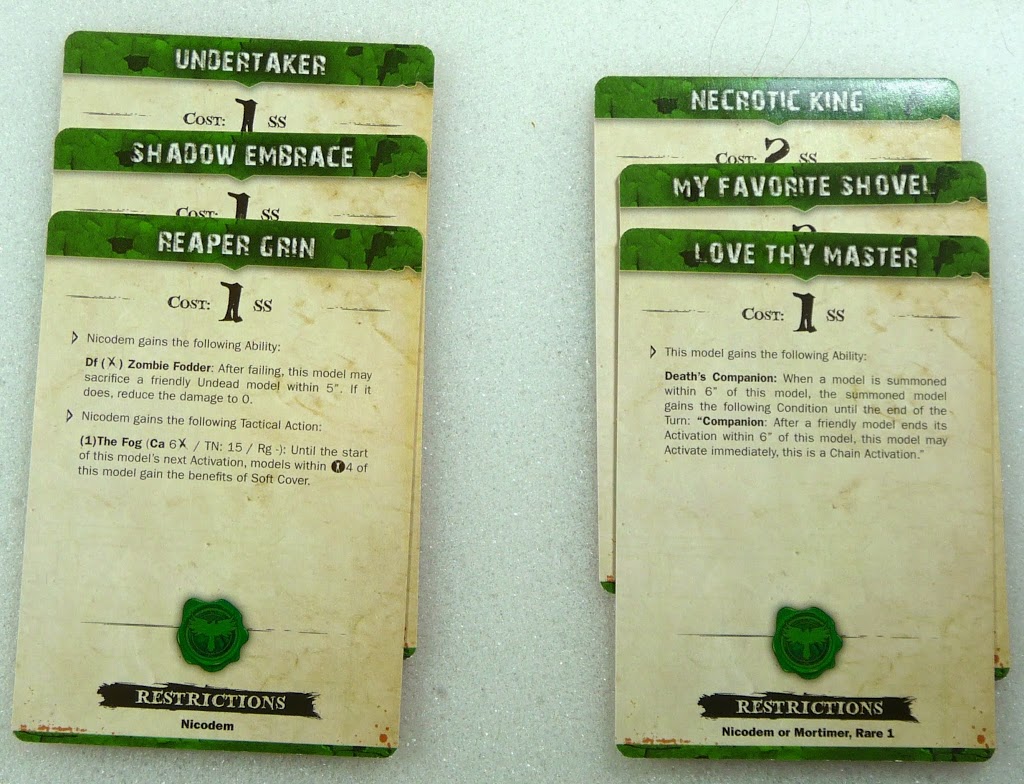 UNDERTAKER
COST: 1 SS
SHADOW EMBRACE
COST: 1 SS
REAPER GRIN
COST: 1 SS
Nicodem gains the following Ability:
Df (X) Zombie Fodder: After failing, this model may
sacrifice a friendly Undead model within 5". If it
does, reduce the damage to 0.
Nicodem gains the following Tactical Action:
(1)The Fog (Ca 6X / TN: 15 / Rg -): Until the start
of this model's next Activation, models within 4 of
this model gain the benefits of Soft Cover.
RESTRICTIONS
Nicodem
NECROTIC KING
COST: 2 SS
MY FAVORITE SHOVEL
LOVE THY MASTER
COST: 1 SS
This model gains the following Ability:
Death's Companion: When a model is summoned
within 6" of this model, the summoned model
gains the following Condition until the end of the
Turn: "Companion: After a friendly model ends its
Activation within 6" of this model, this model may
Activate immediately, this is a Chain Activation."
RESTRICTIONS
Nicodem or Mortimer, Rare 1